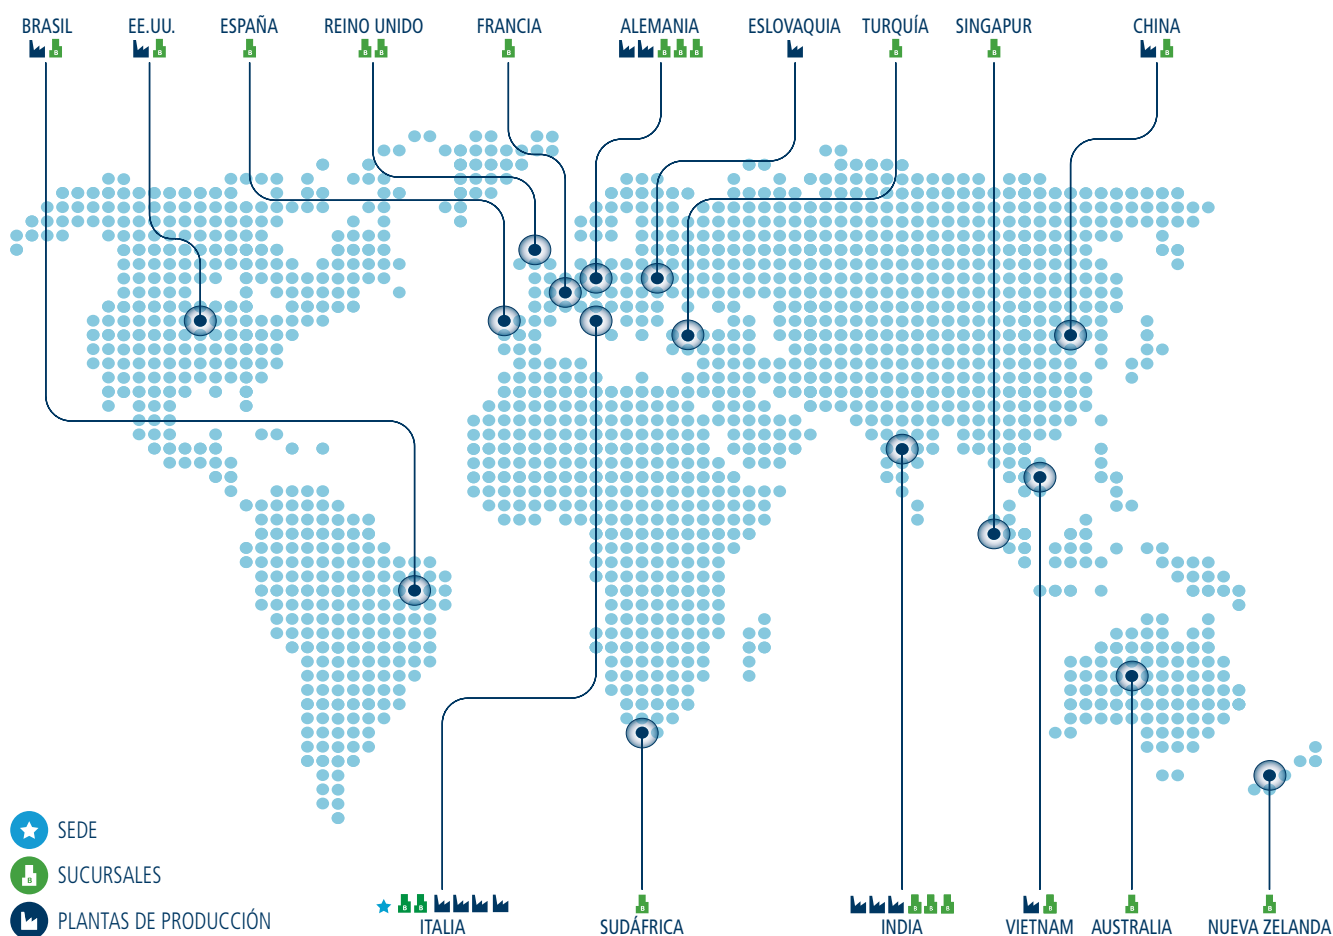 BRASIL
EE.UU.
ESPAÑA
REINO UNIDO
FRANCIA
ALEMANIA
ESLOVAQUIA
TURQUÍA
SINGAPUR
CHINA
B
B
B
B B
B
B B B
B
B
B
SEDE
B
SUCURSALES
PLANTAS DE PRODUCCIÓN
B B
B
B B B
B
B
B
ITALIA
SUDÁFRICA
INDIA
VIETNAM
AUSTRALIA
NUEVA ZELANDA